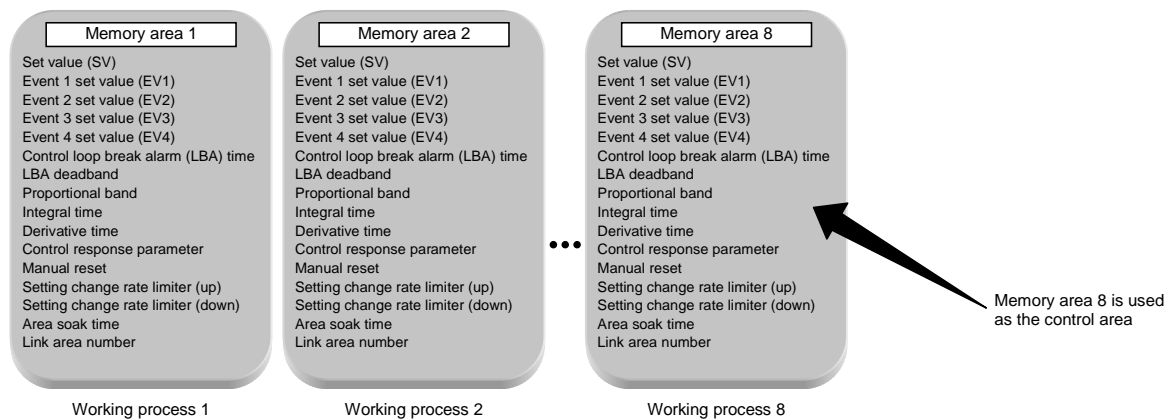 Memory area 1
Set value (SV)
Event 1 set value (EV1)
Event 2 set value (EV2)
Event 3 set value (EV3)
Event 4 set value (EV4)
Control loop break alarm (LBA) time
LBA deadband
Proportional band
Integral time
Derivative time
Control response parameter
Manual reset
Setting change rate limiter (up)
Setting change rate limiter (down)
Area soak time
Link area number
Working process 1
Memory area 2
Set value (SV)
Event 1 set value (EV1)
Event 2 set value (EV2)
Event 3 set value (EV3)
Event 4 set value (EV4)
Control loop break alarm (LBA) time
LBA deadband
Proportional band
Integral time
Derivative time
Control response parameter
Manual reset
Setting change rate limiter (up)
Setting change rate limiter (down)
Area soak time
Link area number
Working process 2
•••
Memory area 8
Set value (SV)
Event 1 set value (EV1)
Event 2 set value (EV2)
Event 3 set value (EV3)
Event 4 set value (EV4)
Control loop break alarm (LBA) time
LBA deadband
Proportional band
Integral time
Derivative time
Control response parameter
Manual reset
Setting change rate limiter (up)
Setting change rate limiter (down)
Area soak time
Link area number
Working process 8
Memory area 8 is used
as the control area